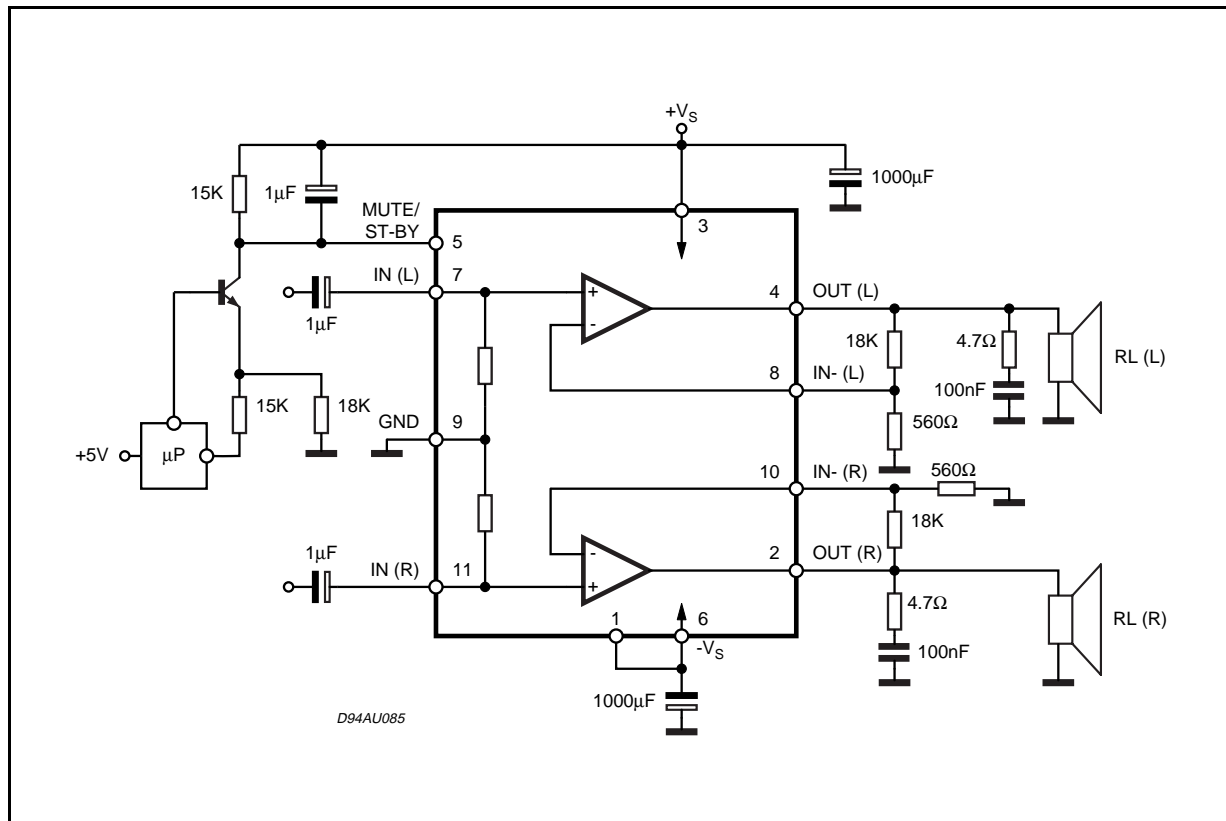 +VS
1000µF
15K
1µF
MUTE/
ST-BY
3
5
IN (L)
7
+
4
OUT (L)
1µF
-
18K
4.7Ω
RL (L)
8
IN- (L)
100nF
15K
18K
GND
9
560Ω
+5V
µP
10
IN- (R)
560Ω
18K
1µF
-
IN (R)
11
+
2
OUT (R)
4.7Ω
RL (R)
1
6
-VS
100nF
1000µF
D94AU085